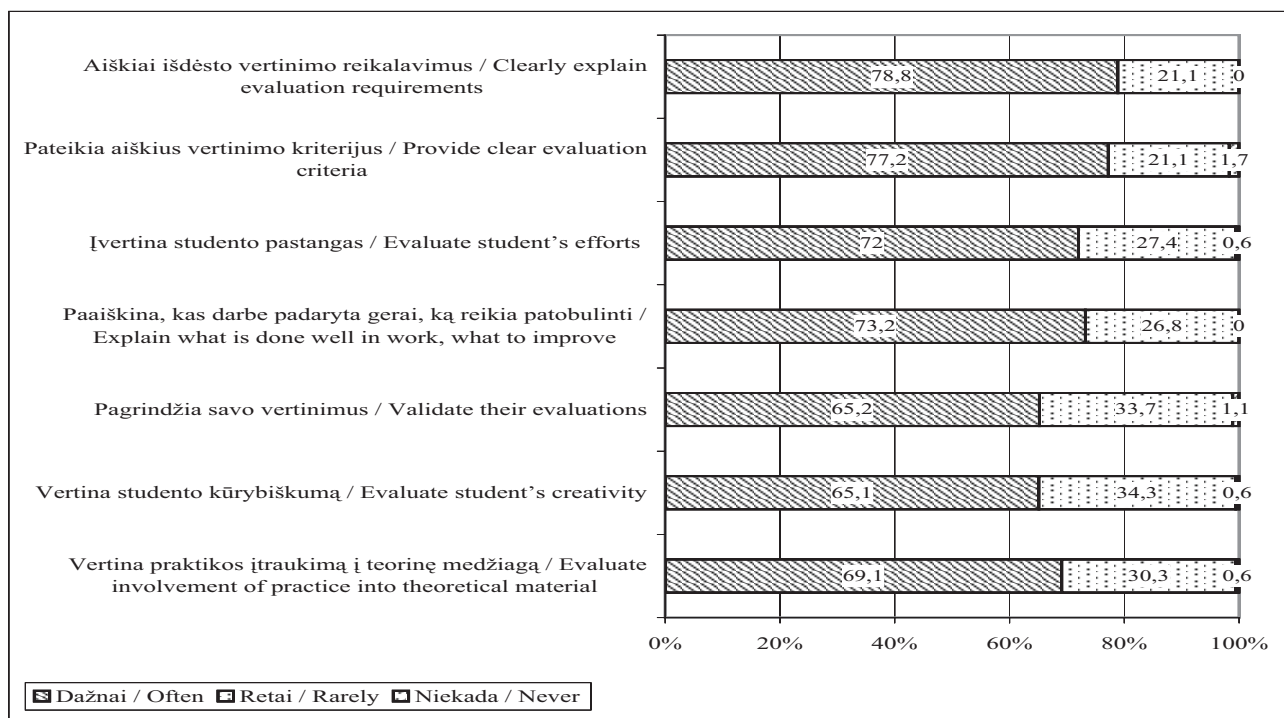 Aiškiai išdėsto vertinimo reikalavimus / Clearly explain
evaluation requirements
78,8 21,1 0
Pateikia aiškius vertinimo kriterijus / Provide clear evaluation
criteria
77,2 21,1 1,7
Įvertina studento pastangas / Evaluate student’s efforts
72 27,4 0,6
Paaiškina, kas darbe padaryta gerai, ką reikia patobulinti /
Explain what is done well in work, what to improve
73,2 26,8 0
Pagrindžia savo vertinimus / Validate their evaluations
65,2 33,7 1,1
Vertina studento kūrybiškumą / Evaluate student’s creativity
65,1 34,3 0,6
Vertina praktikos įtraukimą į teorinę medžiagą / Evaluate
involvement of practice into theoretical material
69,1 30,3 0,6
0% 20% 40% 60% 80% 100%
Dažnai / Often Retai / Rarely Niekada / Never